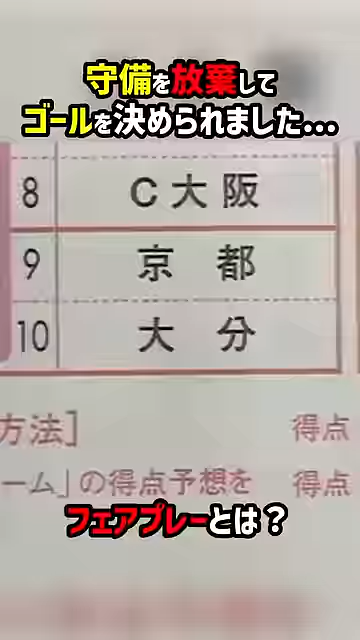 守備を放棄して
ゴールを決められました...
8 C大阪
9 京 都
10 大 分
方法] 得点
ーム」の得点予想を 得点
フェアプレーとは?